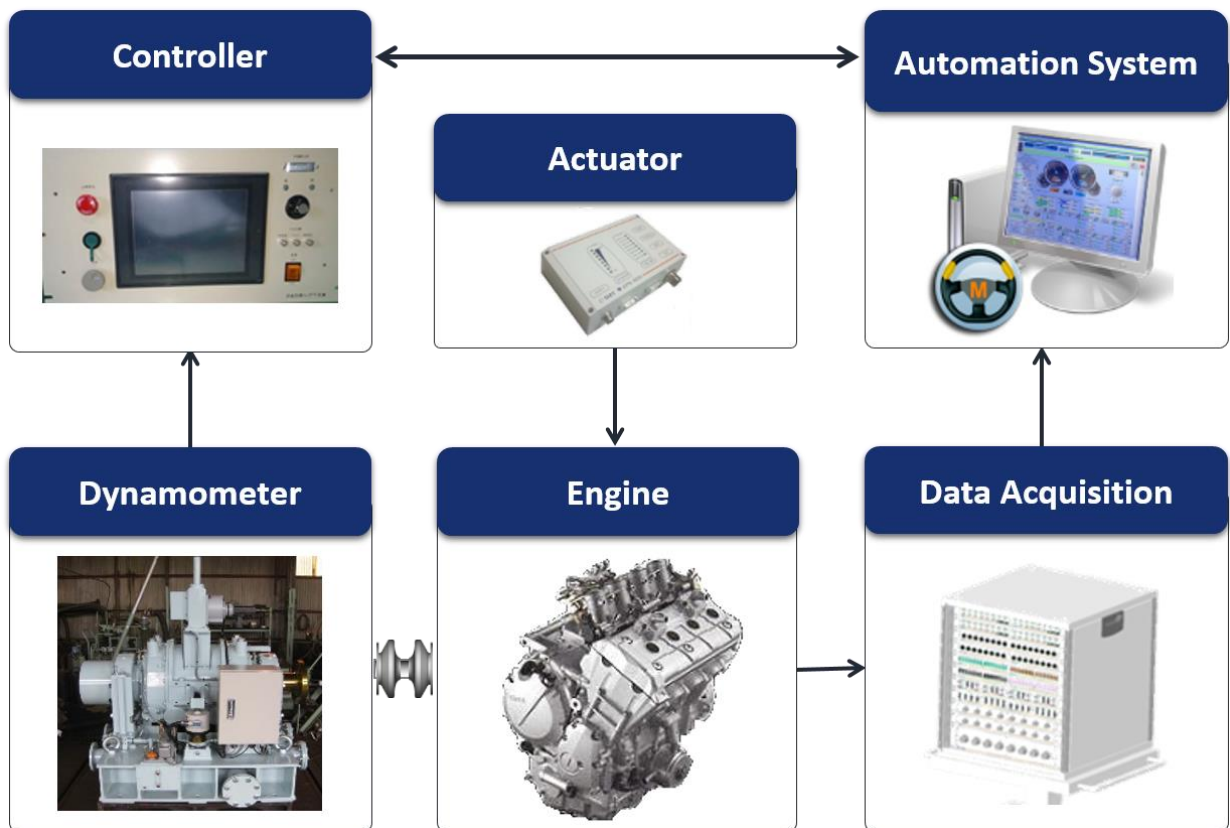 Controller
Automation System
Actuator
M
Dynamometer
Engine
Data Acquisition